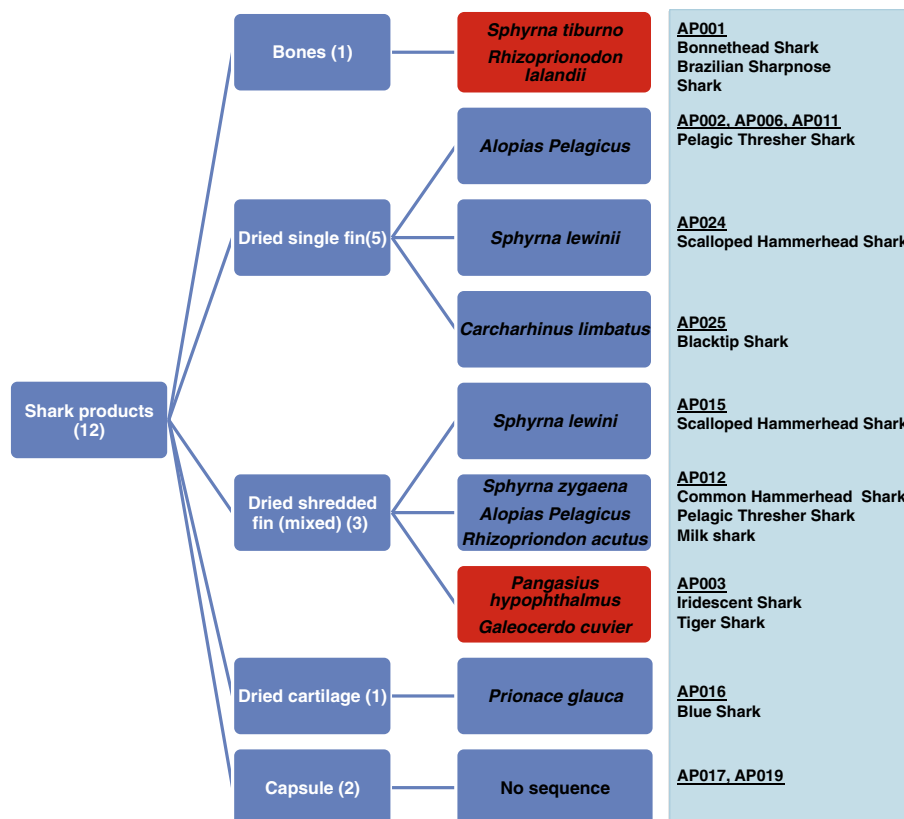 Shark products
(12)
Bones (1)
Sphyrna tiburno
Rhizoprionodon
lalandii
AP001
Bonnethead Shark
Brazilian Sharpnose
Shark
Dried single fin(5)
Alopias Pelagicus
AP002, AP006, AP011
Pelagic Thresher Shark
Sphyrna lewinii
AP024
Scalloped Hammerhead Shark
Carcharhinus limbatus
AP025
Blacktip Shark
Dried shredded
fin (mixed) (3)
Sphyrna lewini
AP015
Scalloped Hammerhead Shark
Sphyrna zygaena
Alopias Pelagicus
Rhizopriondon acutus
AP012
Common Hammerhead Shark
Pelagic Thresher Shark
Milk shark
Pangasius
hypophthalmus
Galeocerdo cuvier
AP003
Iridescent Shark
Tiger Shark
Dried cartilage (1)
Prionace glauca
AP016
Blue Shark
Capsule (2)
No sequence
AP017, AP019